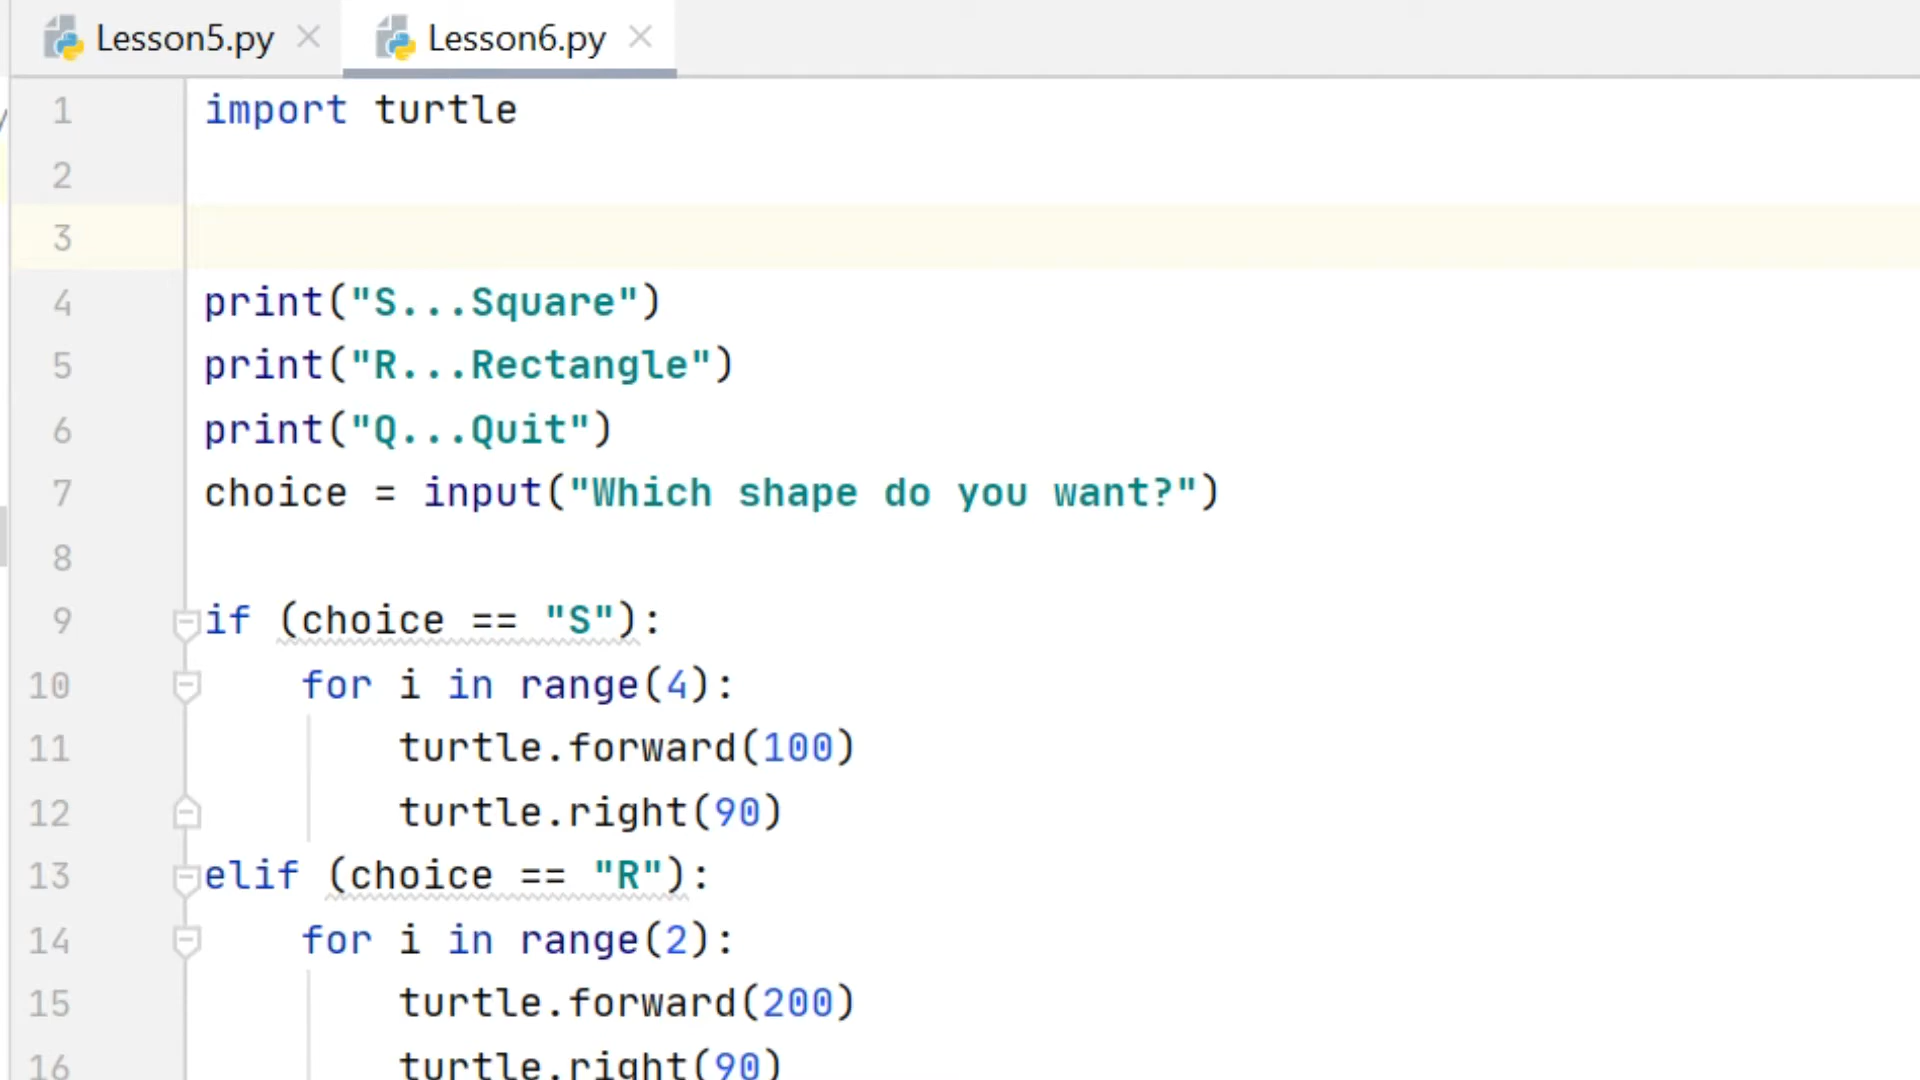 Lesson5.py Lesson6.py
1 import turtle
2
3
4 print("S...Square")
5 print("R...Rectangle")
6 print("Q...Quit")
7 choice = input("Which shape do you want?")
8
9 if (choice == "S"):
10     for i in range(4):
11         turtle.forward(100)
12         turtle.right(90)
13 elif (choice == "R"):
14     for i in range(2):
15         turtle.forward(200)
16         turtle.right(90)